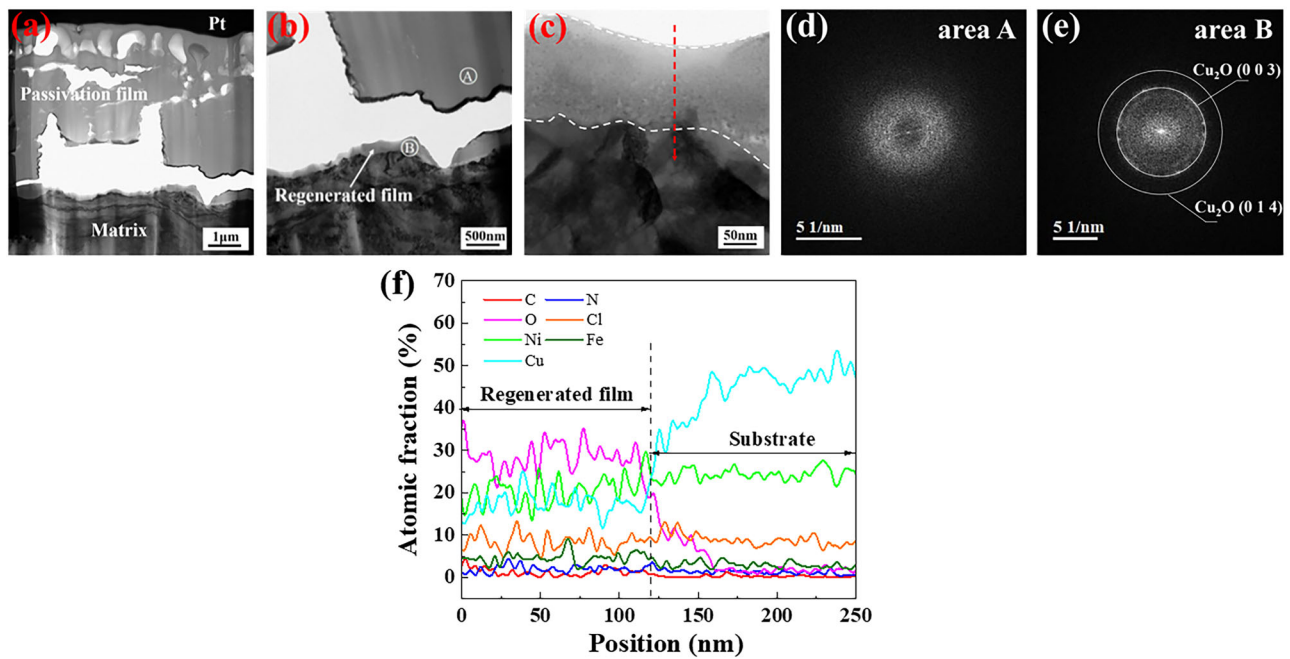 (a)
Pt
Passivation film
Matrix
1μm
(b)
A
B
Regenerated film
500nm
(c)
50nm
(d)
area A
5 1/nm
(e)
area B
Cu₂O (0 0 3)
Cu₂O (0 1 4)
5 1/nm
(f)
C N
O Cl
Ni Fe
Cu
Regenerated film
Substrate
Atomic fraction (%)
70
60
50
40
30
20
10
0
0 50 100 150 200 250
Position (nm)